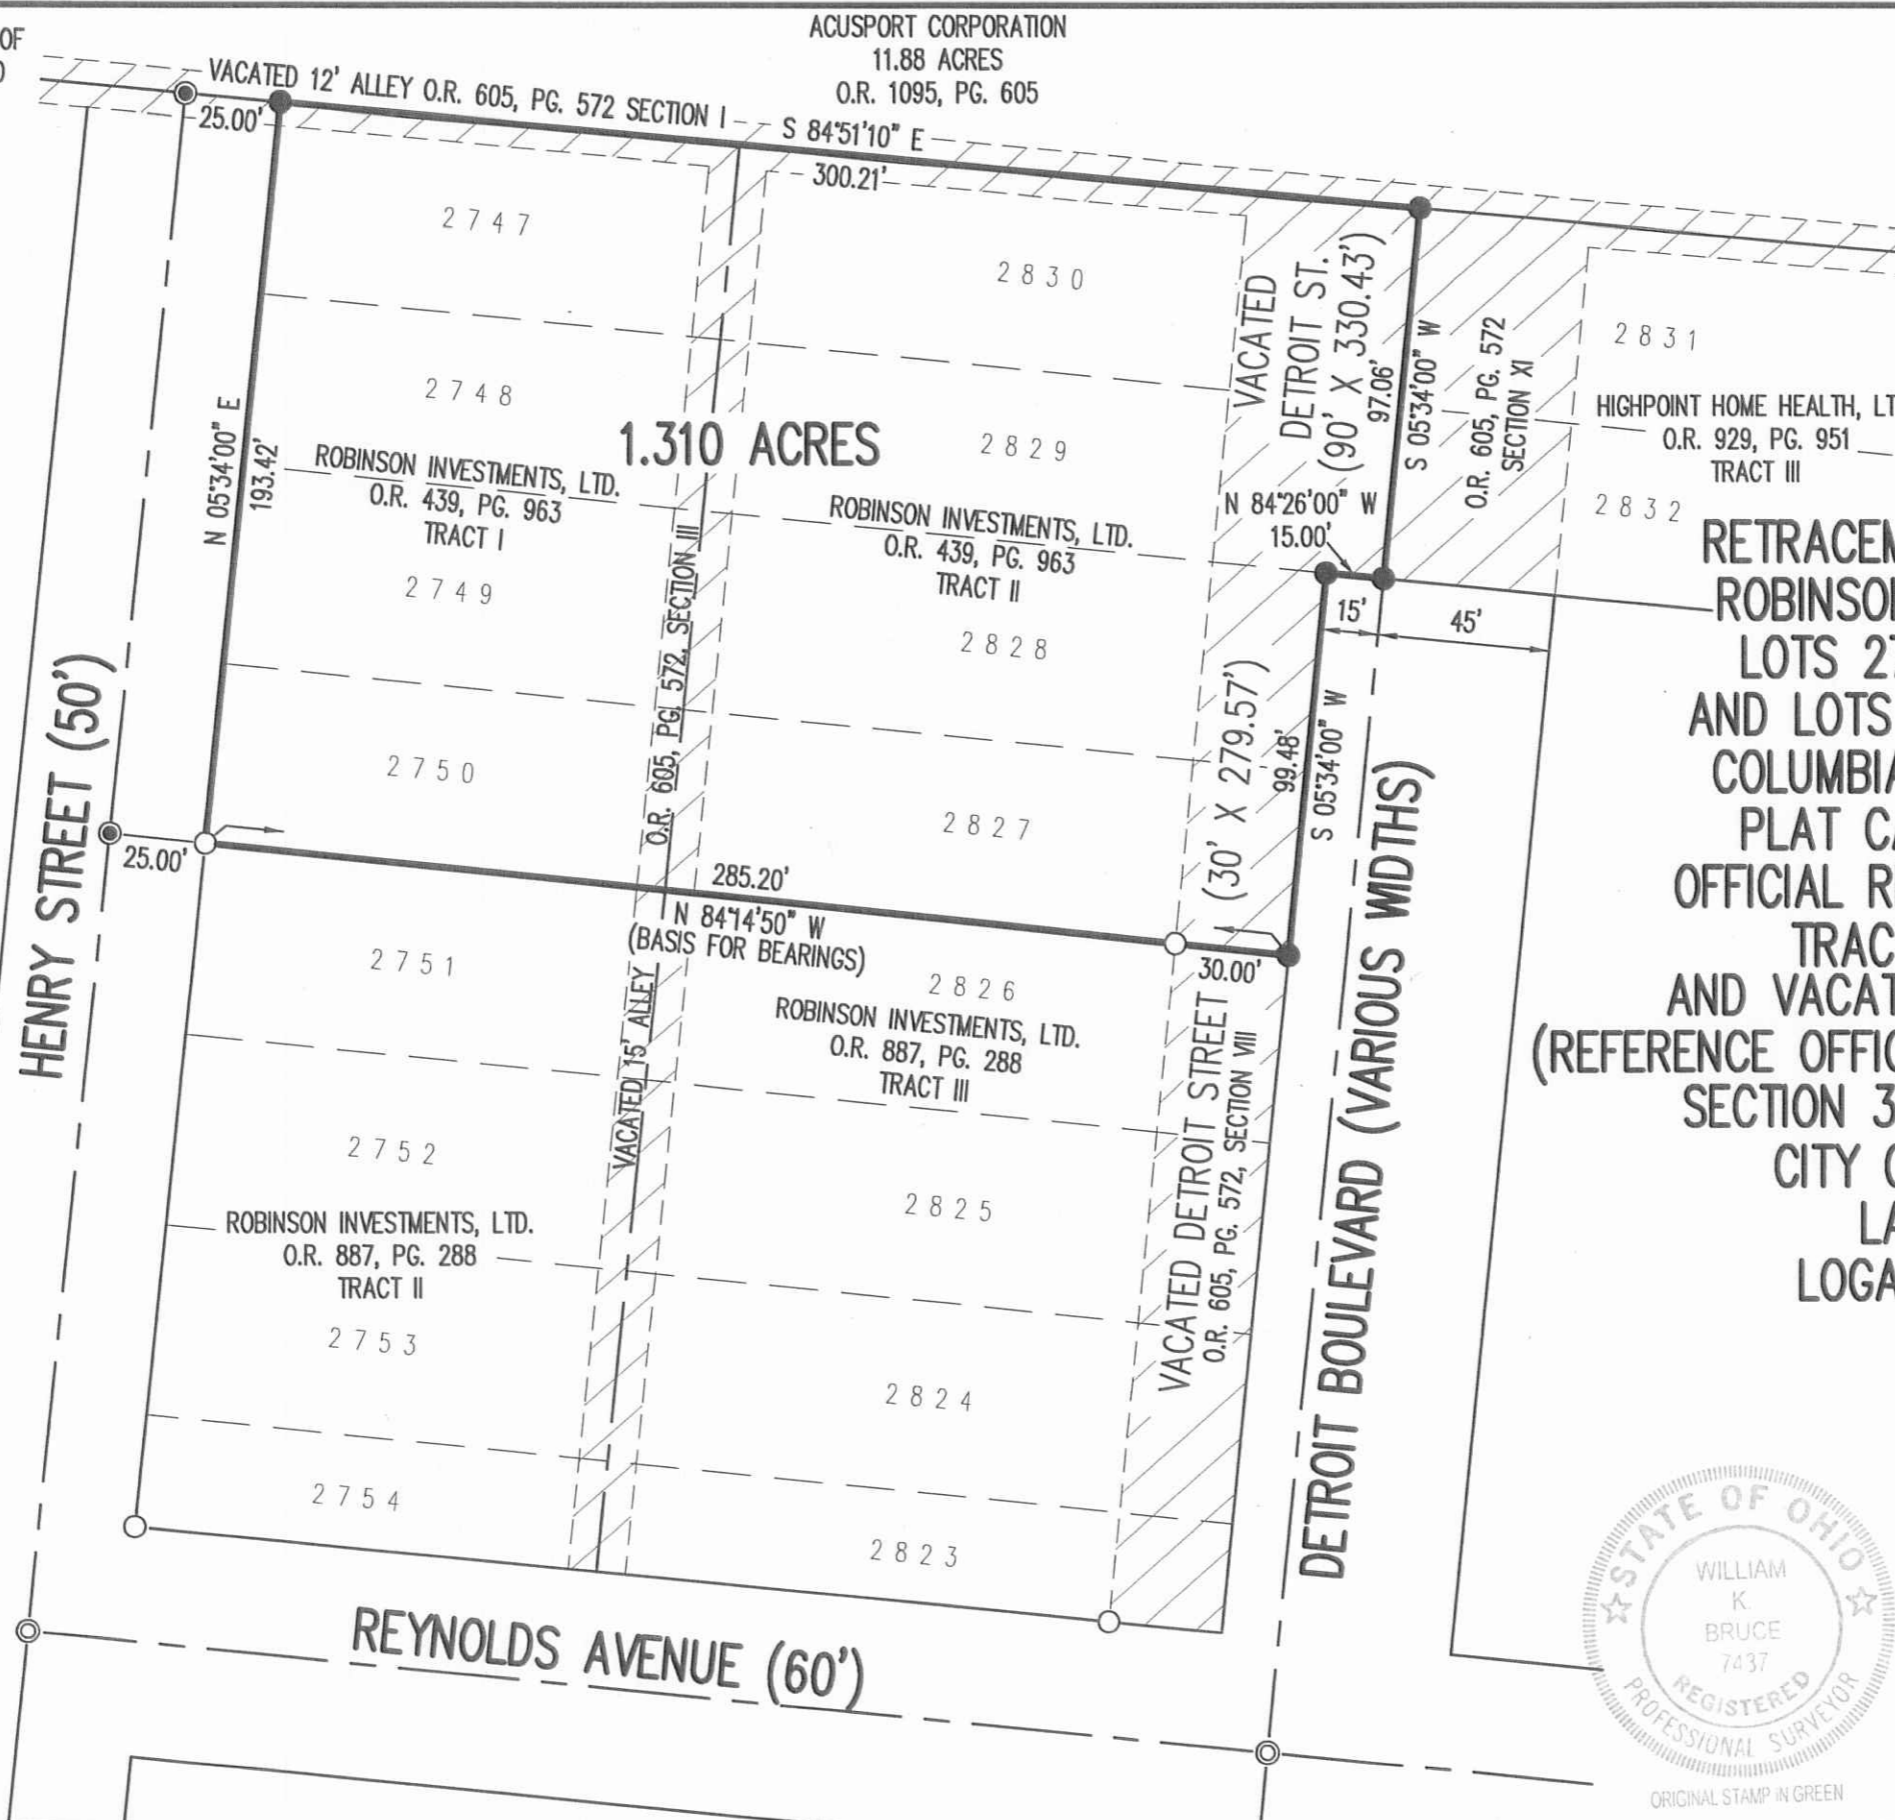 OF
ACUSPORT CORPORATION
11.88 ACRES
O.R. 1095, PG. 605
VACATED 12' ALLEY O.R. 605, PG. 572 SECTION I
S 84°51'10" E
25.00'
300.21'
2747
2830
VACATED
DETROIT ST.
(90' X 330.43')
97.06'
S 05°34'00" W
O.R. 605, PG. 572
SECTION XI
2831
HIGHPOINT HOME HEALTH, LT
O.R. 929, PG. 951
TRACT III
2832
2748
1.310 ACRES
2829
N 05°34'00" E
193.42'
ROBINSON INVESTMENTS, LTD.
O.R. 439, PG. 963
TRACT I
ROBINSON INVESTMENTS, LTD.
O.R. 439, PG. 963
TRACT II
N 84°26'00" W
15.00'
15'
45'
2749
2828
O.R. 605, PG. 572, SECTION III
(30' X 279.57')
99.48'
S 05°34'00" W
2750
2827
HENRY STREET (50')
25.00'
285.20'
N 84°14'50" W
(BASIS FOR BEARINGS)
30.00'
2751
2826
ROBINSON INVESTMENTS, LTD.
O.R. 887, PG. 288
TRACT III
VACATED 15' ALLEY
VACATED DETROIT STREET
O.R. 605, PG. 572, SECTION VIII
DETROIT BOULEVARD (VARIOUS WIDTHS)
2752
2825
ROBINSON INVESTMENTS, LTD.
O.R. 887, PG. 288
TRACT II
2753
2824
2754
2823
REYNOLDS AVENUE (60')
RETRACEM
ROBINSON
LOTS 27
AND LOTS
COLUMBIA
PLAT CA
OFFICIAL R
TRAC
AND VACAT
(REFERENCE OFFIC
SECTION 3
CITY
LA
LOGA
STATE OF OHIO
WILLIAM
K.
BRUCE
7437
REGISTERED
PROFESSIONAL SURVEYOR
ORIGINAL STAMP IN GREEN